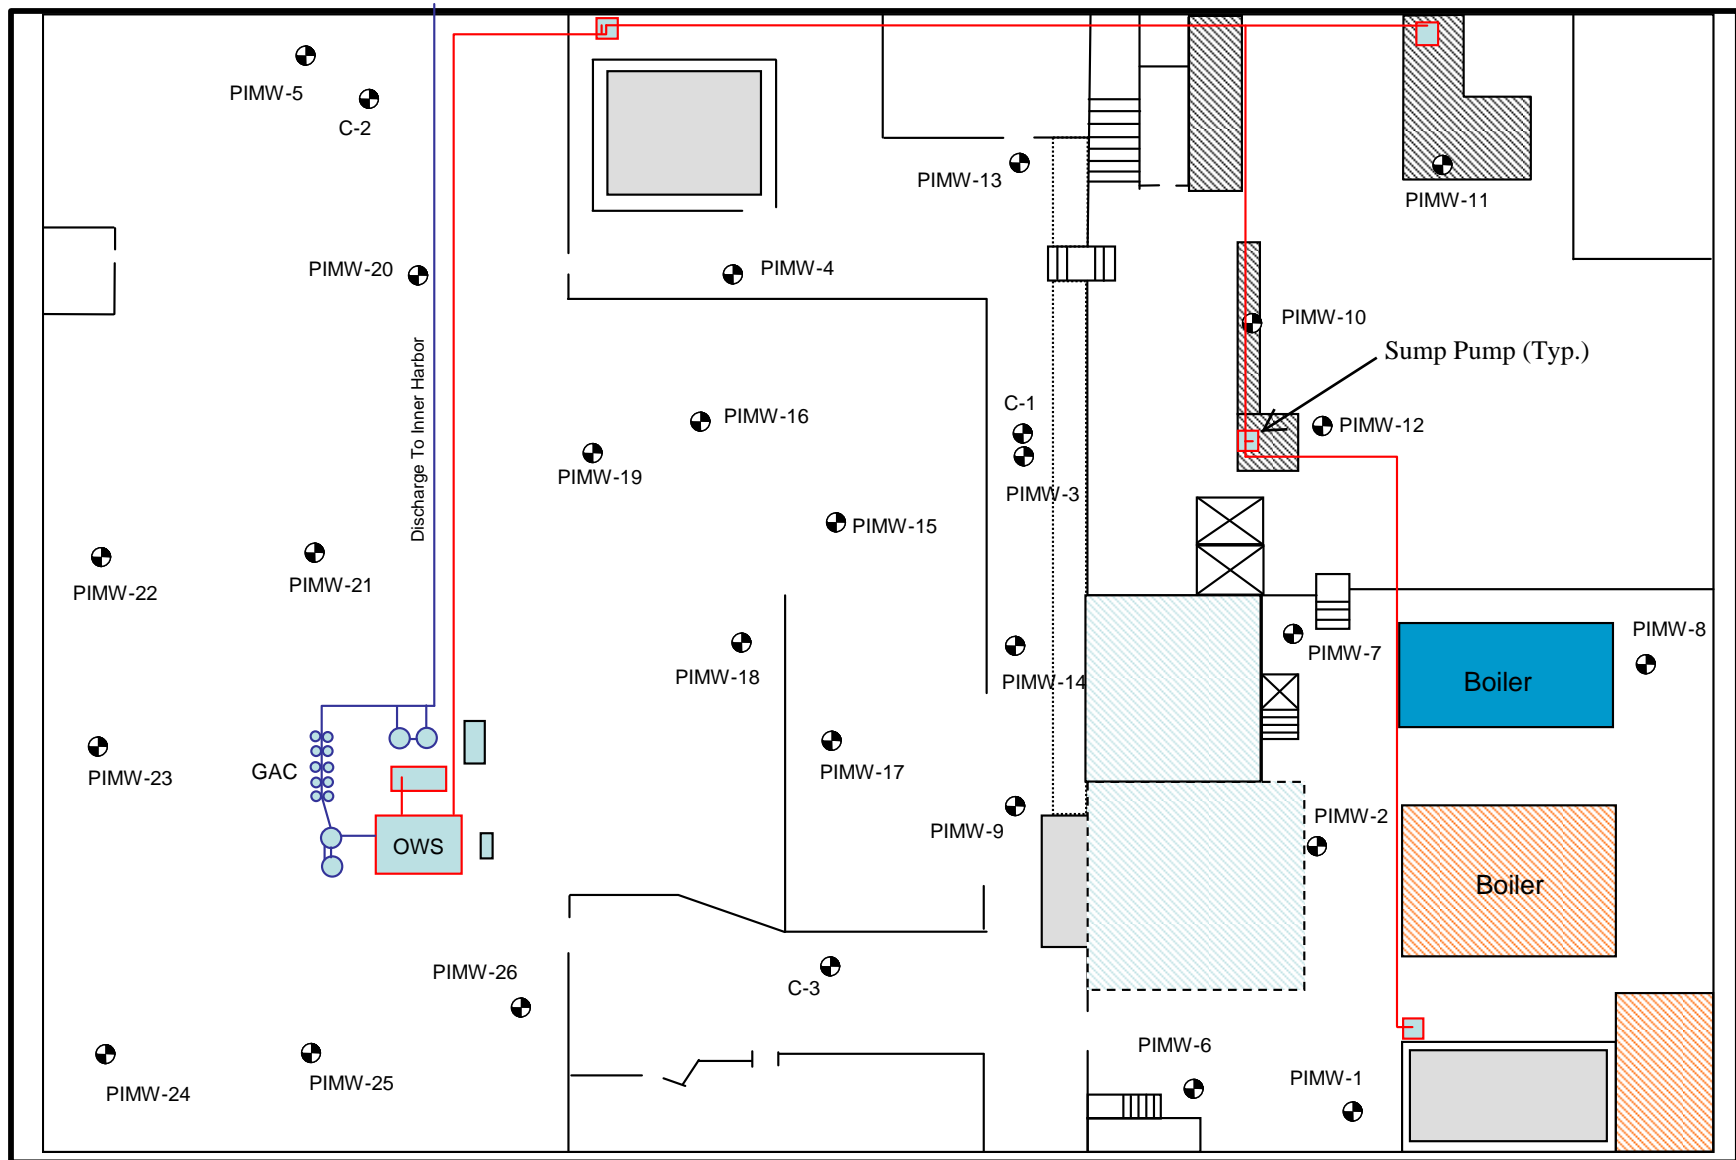 PIMW-5
C-2
PIMW-13
PIMW-11
PIMW-20
PIMW-4
PIMW-10
Sump Pump (Typ.)
Discharge To Inner Harbor
C-1
PIMW-16
PIMW-12
PIMW-19
PIMW-3
PIMW-15
PIMW-22
PIMW-21
PIMW-8
PIMW-7
PIMW-18
PIMW-14
Boiler
PIMW-23
GAC
PIMW-17
PIMW-9
PIMW-2
OWS
Boiler
PIMW-26
C-3
PIMW-6
PIMW-1
PIMW-24
PIMW-25